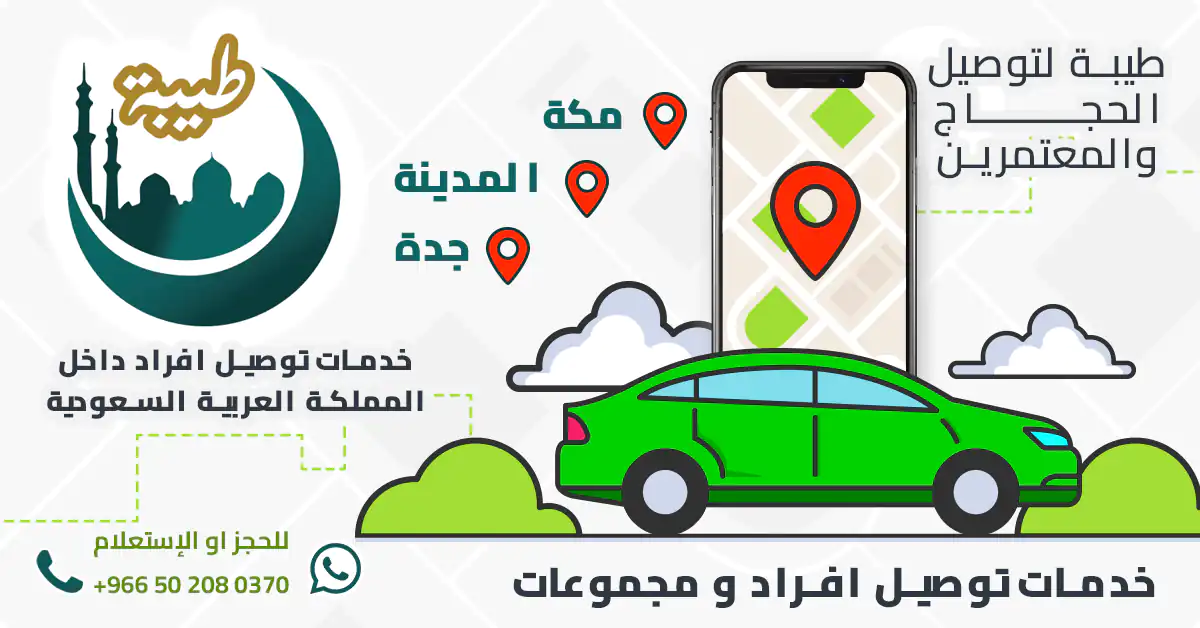 طيبة لتوصيل
الحجاج
والمعتمرين
مكة
المدينة
جدة
طيبة
خدمات توصيل افراد داخل
المملكة العربية السعودية
للحجز او الإستعلام
+966 50 208 0370
خدمات توصيل افراد و مجموعات